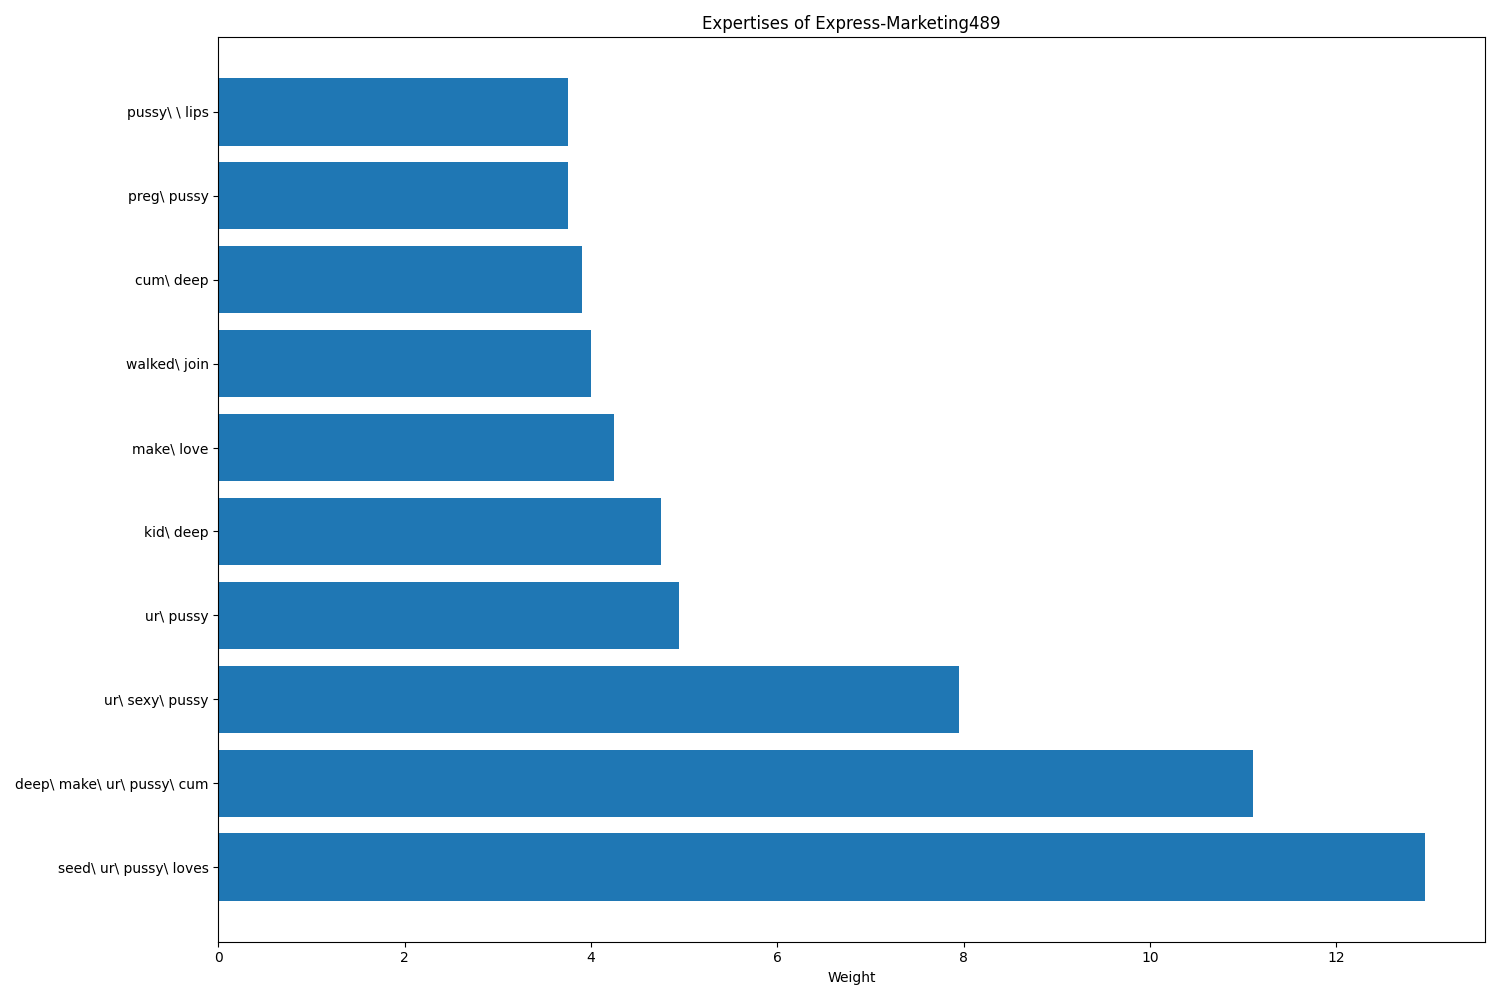 Expertises of Express-Marketing489
pussy\ \ lips
preg\ pussy
cum\ deep
walked\ join
make\ love
kid\ deep
ur\ pussy
ur\ sexy\ pussy
deep\ make\ ur\ pussy\ cum
seed\ ur\ pussy\ loves
0 2 4 6 8 10 12
Weight